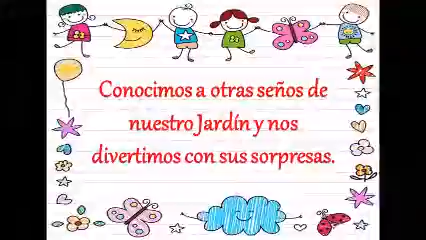 Conocimos a otras seños de
nuestro Jardín y nos
divertimos con sus sorpresas.